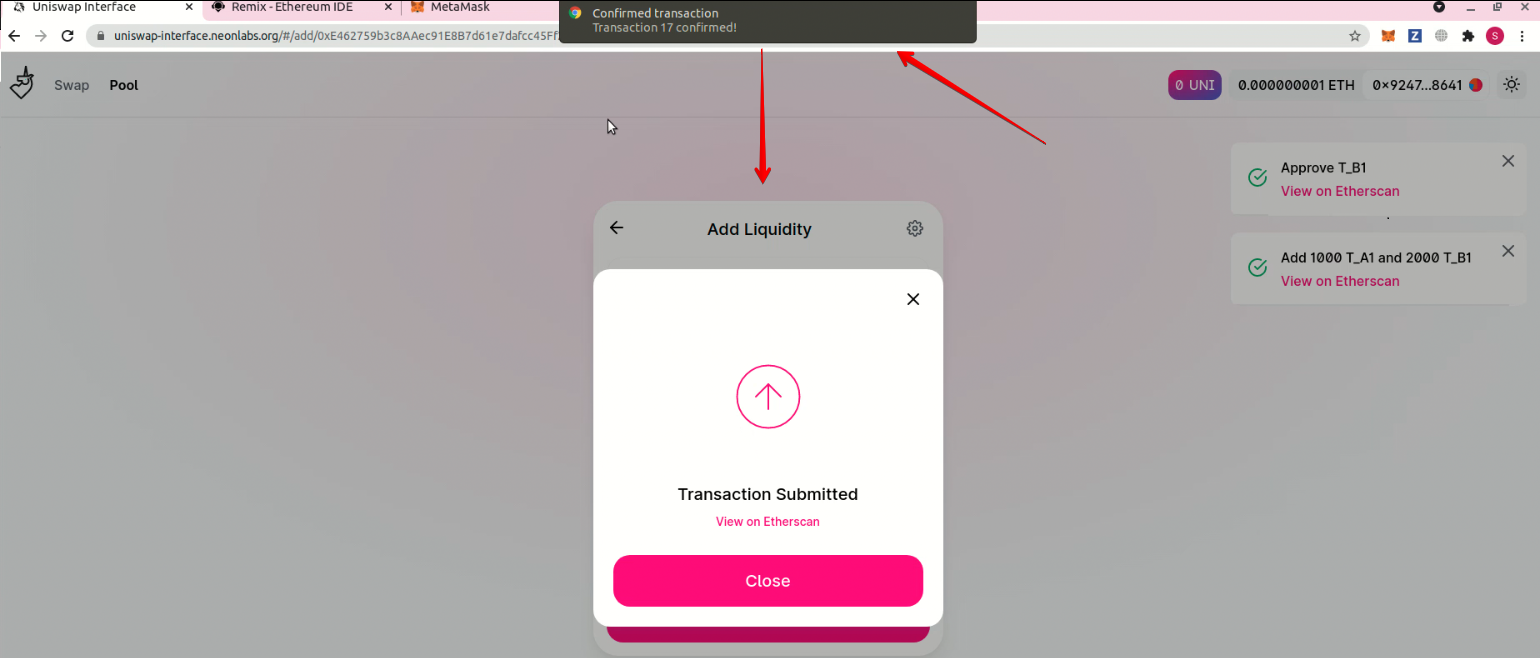 Uniswap Interface
Remix - Ethereum IDE
MetaMask
Confirmed transaction
Transaction 17 confirmed!
uniswap-interface.neonlabs.org/#/add/0xE462759b3c8AAec91E8B7d61e7dafcc45Ff
Z
S
Swap
Pool
0 UNI
0.000000001 ETH
0×9247...8641
Approve T_B1
View on Etherscan
Add 1000 T_A1 and 2000 T_B1
View on Etherscan
Add Liquidity
Transaction Submitted
View on Etherscan
Close